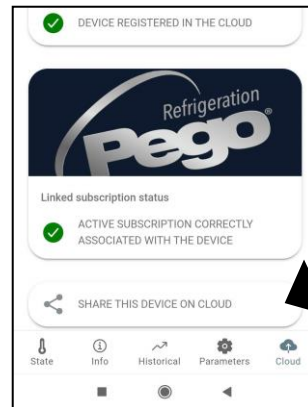 DEVICE REGISTERED IN THE CLOUD
Refrigeration
Pego®
Linked subscription status
ACTIVE SUBSCRIPTION CORRECTLY
ASSOCIATED WITH THE DEVICE
SHARE THIS DEVICE ON CLOUD
State Info Historical Parameters Cloud